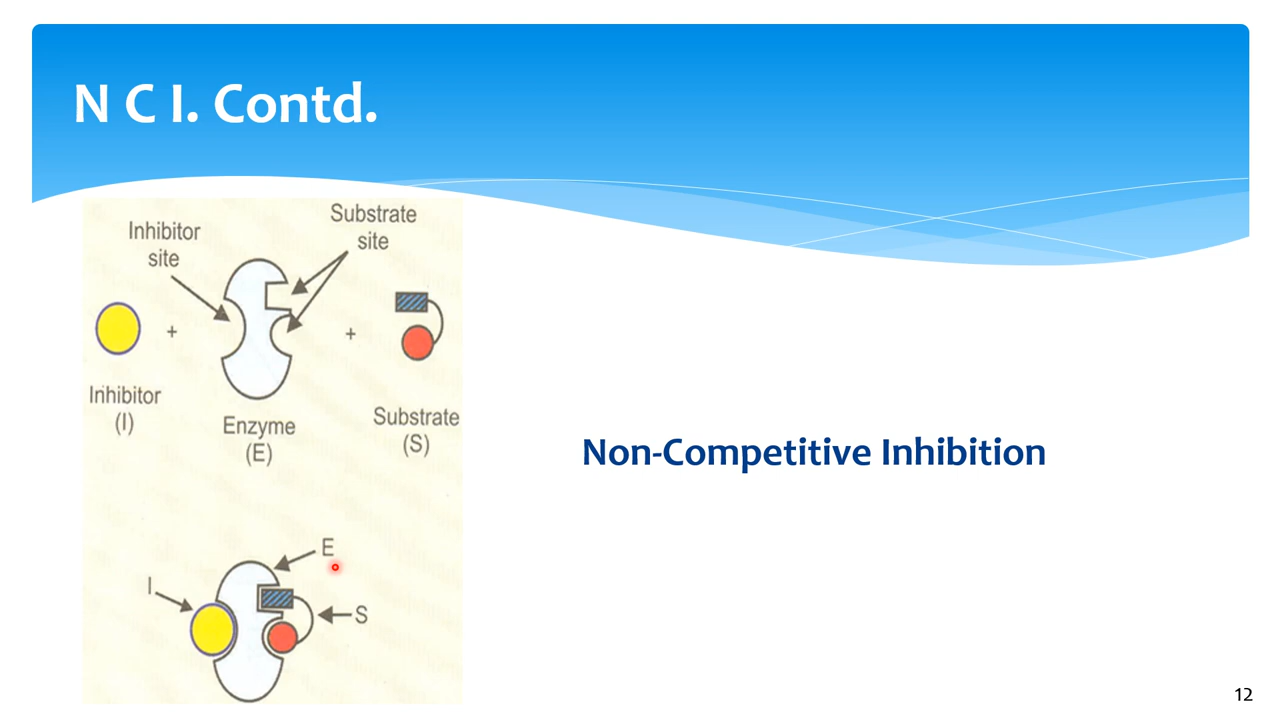 N C I. Contd.
Inhibitor
site
Substrate
site
+
+
Inhibitor
(I)
Enzyme
(E)
Substrate
(S)
Non-Competitive Inhibition
E
I
S
12